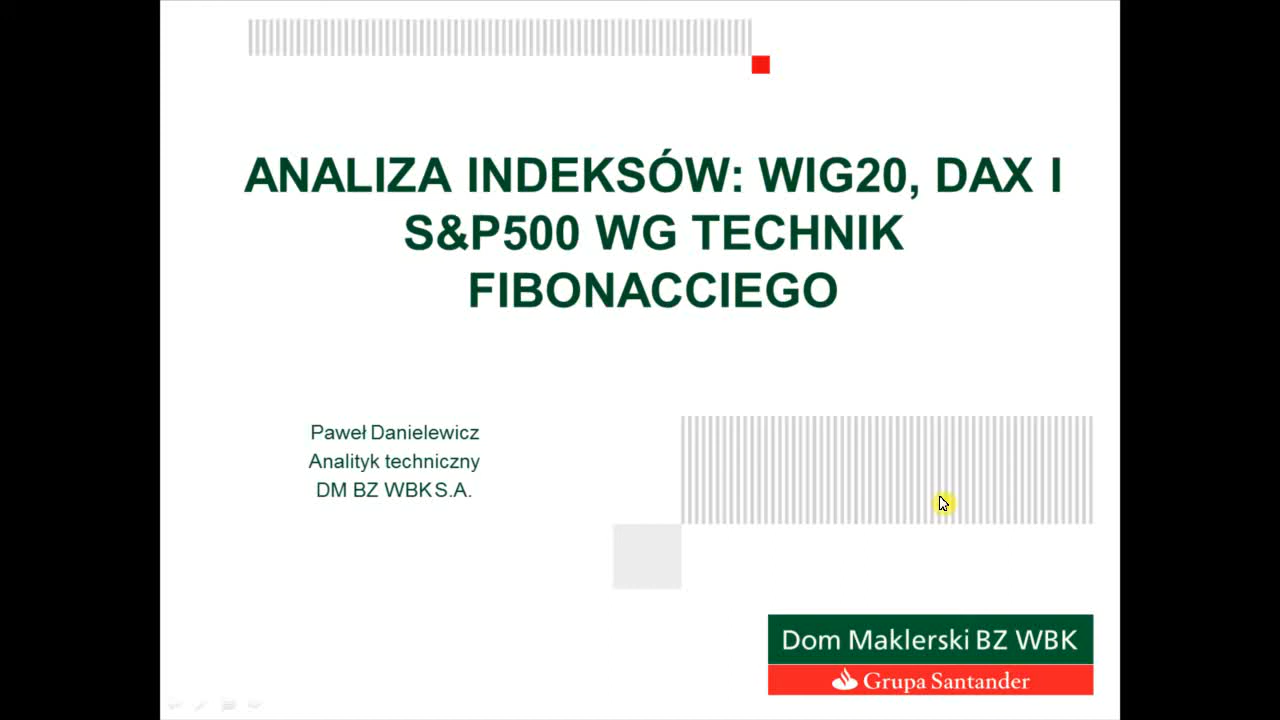 ANALIZA INDEKSÓW: WIG20, DAX I
S&P500 WG TECHNIK
FIBONACCIEGO
Paweł Danielewicz
Analityk techniczny
DM BZ WBK S.A.
Dom Maklerski BZ WBK
Grupa Santander